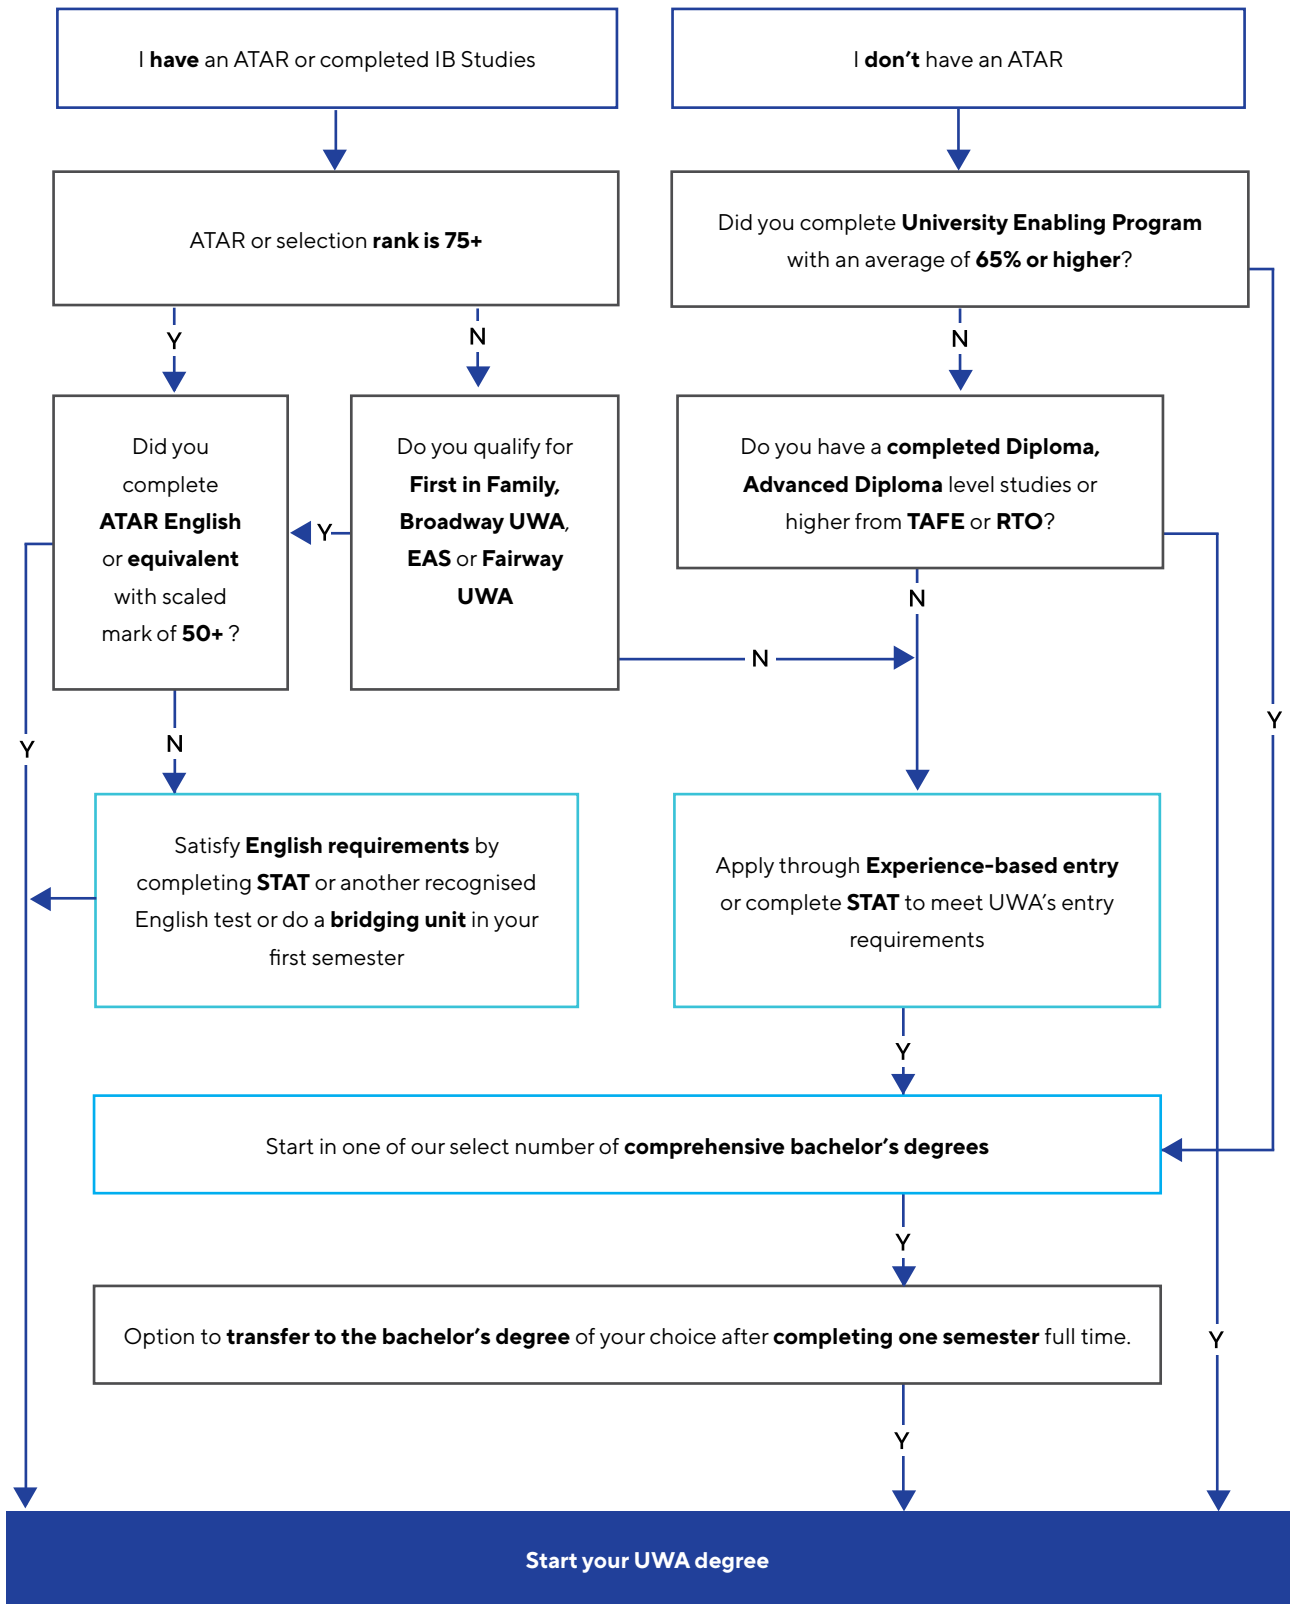 I have an ATAR or completed IB Studies
I don't have an ATAR
ATAR or selection rank is 75+
Did you complete University Enabling Program
with an average of 65% or higher?
Y
N
N
Did you
complete
ATAR English
or equivalent
with scaled
mark of 50+ ?
Y
Do you qualify for
First in Family,
Broadway UWA,
EAS or Fairway
UWA
Do you have a completed Diploma,
Advanced Diploma level studies or
higher from TAFE or RTO?
N
N
Y
Y
N
Satisfy English requirements by
completing STAT or another recognised
English test or do a bridging unit in your
first semester
Apply through Experience-based entry
or complete STAT to meet UWA's entry
requirements
Y
Start in one of our select number of comprehensive bachelor's degrees
Y
Option to transfer to the bachelor's degree of your choice after completing one semester full time.
Y
Y
Start your UWA degree